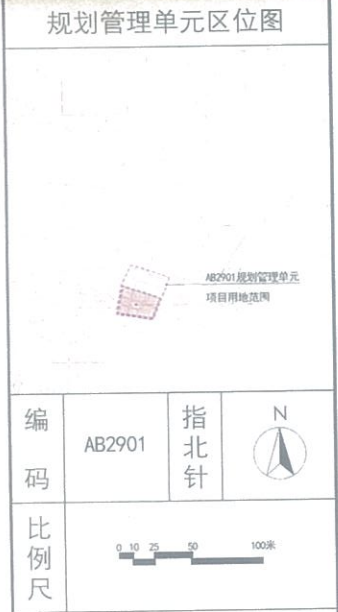 规划管理单元区位图
AB2901规划管理单元
项目用地范围
编码
AB2901
指北针
N
比例尺
0 10 25 50 100米